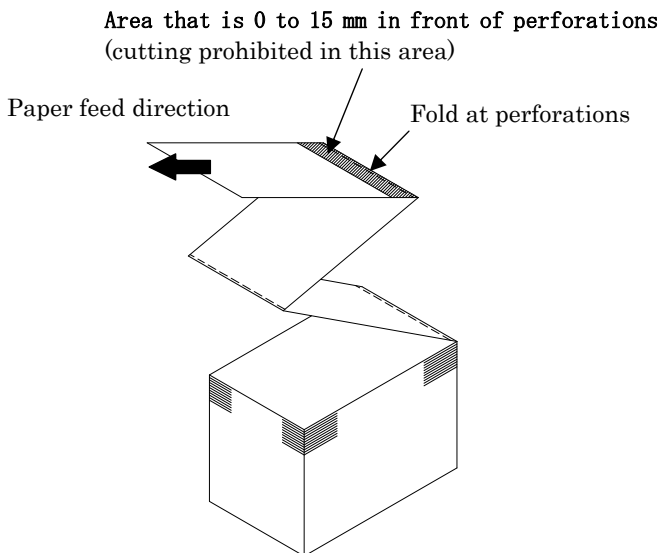 Area that is 0 to 15 mm in front of perforations
(cutting prohibited in this area)
Paper feed direction
Fold at perforations